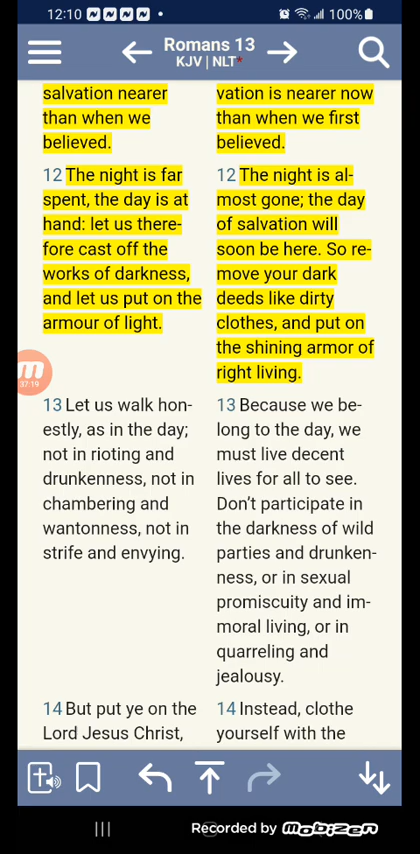 12:10
100%
Romans 13
KJV | NLT*
salvation nearer
than when we
believed.
12 The night is far
spent, the day is at
hand: let us there-
fore cast off the
works of darkness,
and let us put on the
armour of light.
13 Let us walk hon-
estly, as in the day;
not in rioting and
drunkenness, not in
chambering and
wantonness, not in
strife and envying.
14 But put ye on the
Lord Jesus Christ,
vation is nearer now
than when we first
believed.
12 The night is al-
most gone; the day
of salvation will
soon be here. So re-
move your dark
deeds like dirty
clothes, and put on
the shining armor of
right living.
13 Because we be-
long to the day, we
must live decent
lives for all to see.
Don’t participate in
the darkness of wild
parties and drunken-
ness, or in sexual
promiscuity and im-
moral living, or in
quarreling and
jealousy.
14 Instead, clothe
yourself with the
m
37:19
Recorded by mobizen